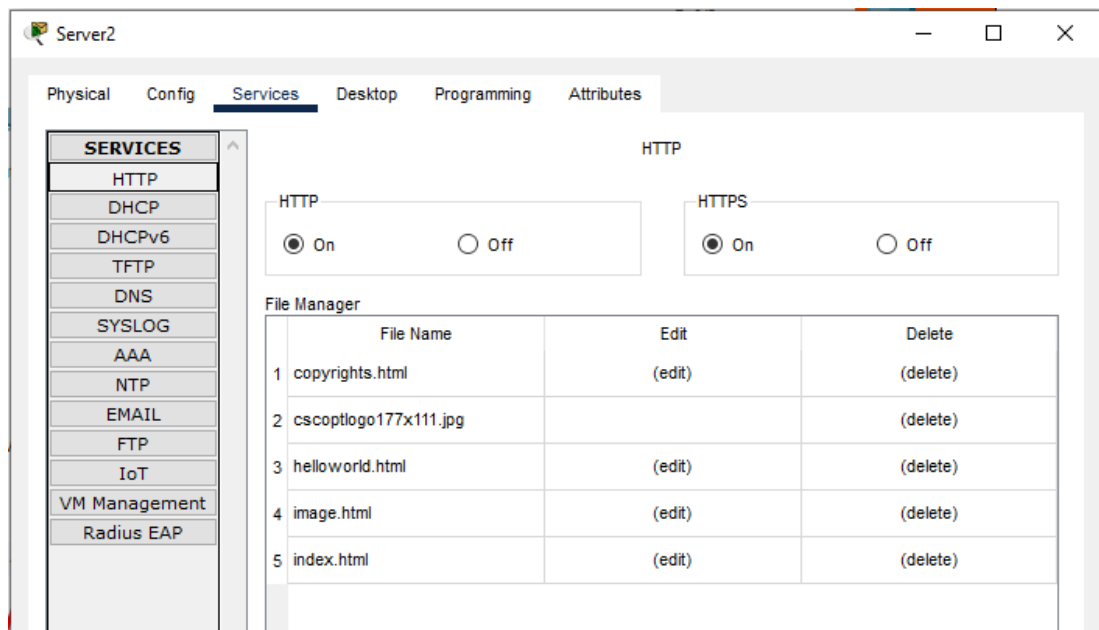 Server2
Physical Config Services Desktop Programming Attributes
SERVICES
HTTP
DHCP
DHCPv6
TFTP
DNS
SYSLOG
AAA
NTP
EMAIL
FTP
IoT
VM Management
Radius EAP
HTTP
HTTP
On Off
HTTPS
On Off
File Manager
File Name Edit Delete
1 copyrights.html (edit) (delete)
2 cscoptlogo177x111.jpg (delete)
3 helloworld.html (edit) (delete)
4 image.html (edit) (delete)
5 index.html (edit) (delete)